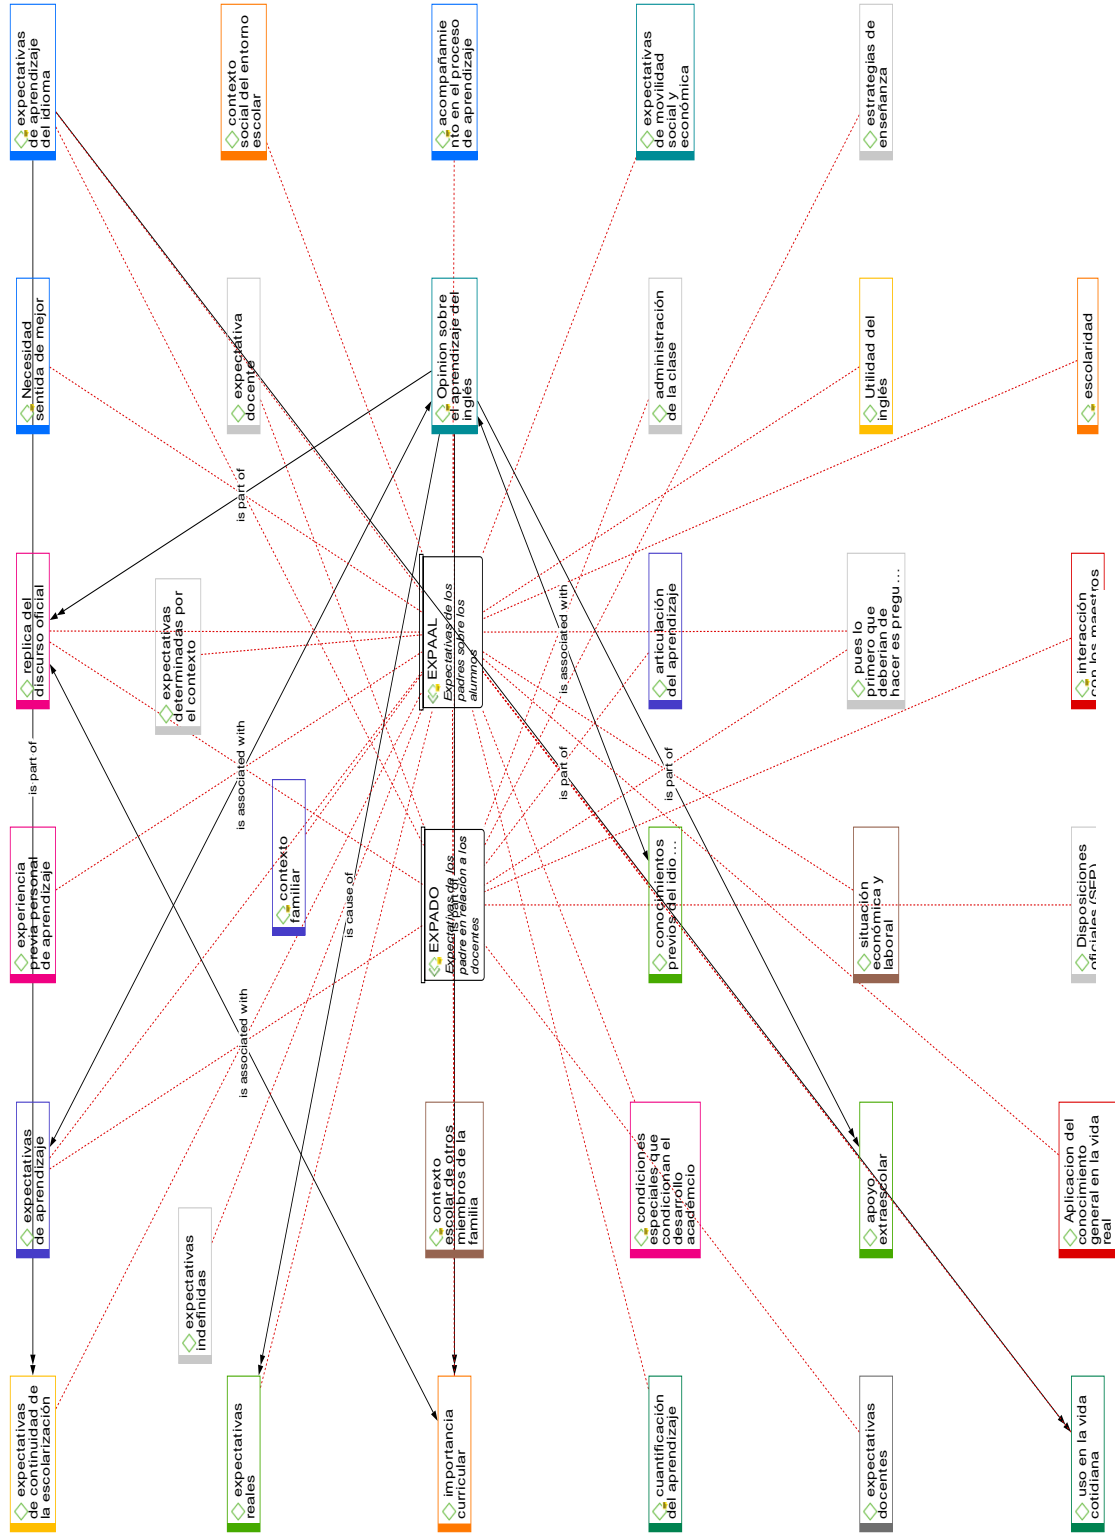 expectativas
de continuidad de
la escolarización
expectativas
de aprendizaje
experiencia
previa personal
de aprendizaje
is part of
replica del
discurso oficial
Necesidad
sentida de mejor
expectativas
de aprendizaje
del idioma
expectativas
indefinidas
expectativas
determinadas por
el contexto
expectativas
reales
is associated with
is associated with
is part of
expectativa
docente
contexto
social del entorno
escolar
contexto
familiar
is cause of
importancia
curricular
contexto
escolar de otros
miembros de la
familia
EXPADO
Expectativas de los
padre en relación a los
docentes
is part of
EXPAAL
Expectativas de los
padres sobre los
alumnos
Opinion sobre
el aprendizaje del
inglés
acompañamie
nto en el proceso
de aprendizaje
is part of
is associated with
cuantificación
del aprendizaje
condiciones
especiales que
condicionan el
desarrollo
académcio
conocimientos
previos del idio...
is part of
articulación
del aprendizaje
administración
de la clase
expectativas
de movilidad
social y
económica
expectativas
docentes
apoyo
extraescolar
situación
económica y
laboral
pues lo
primero que
deberían de
hacer es pregu...
Utilidad del
inglés
estrategias de
enseñanza
uso en la vida
cotidiana
Aplicacion del
conocimiento
general en la vida
real
Disposiciones
oficiales (SEP)
interacción
con los maestros
escolaridad